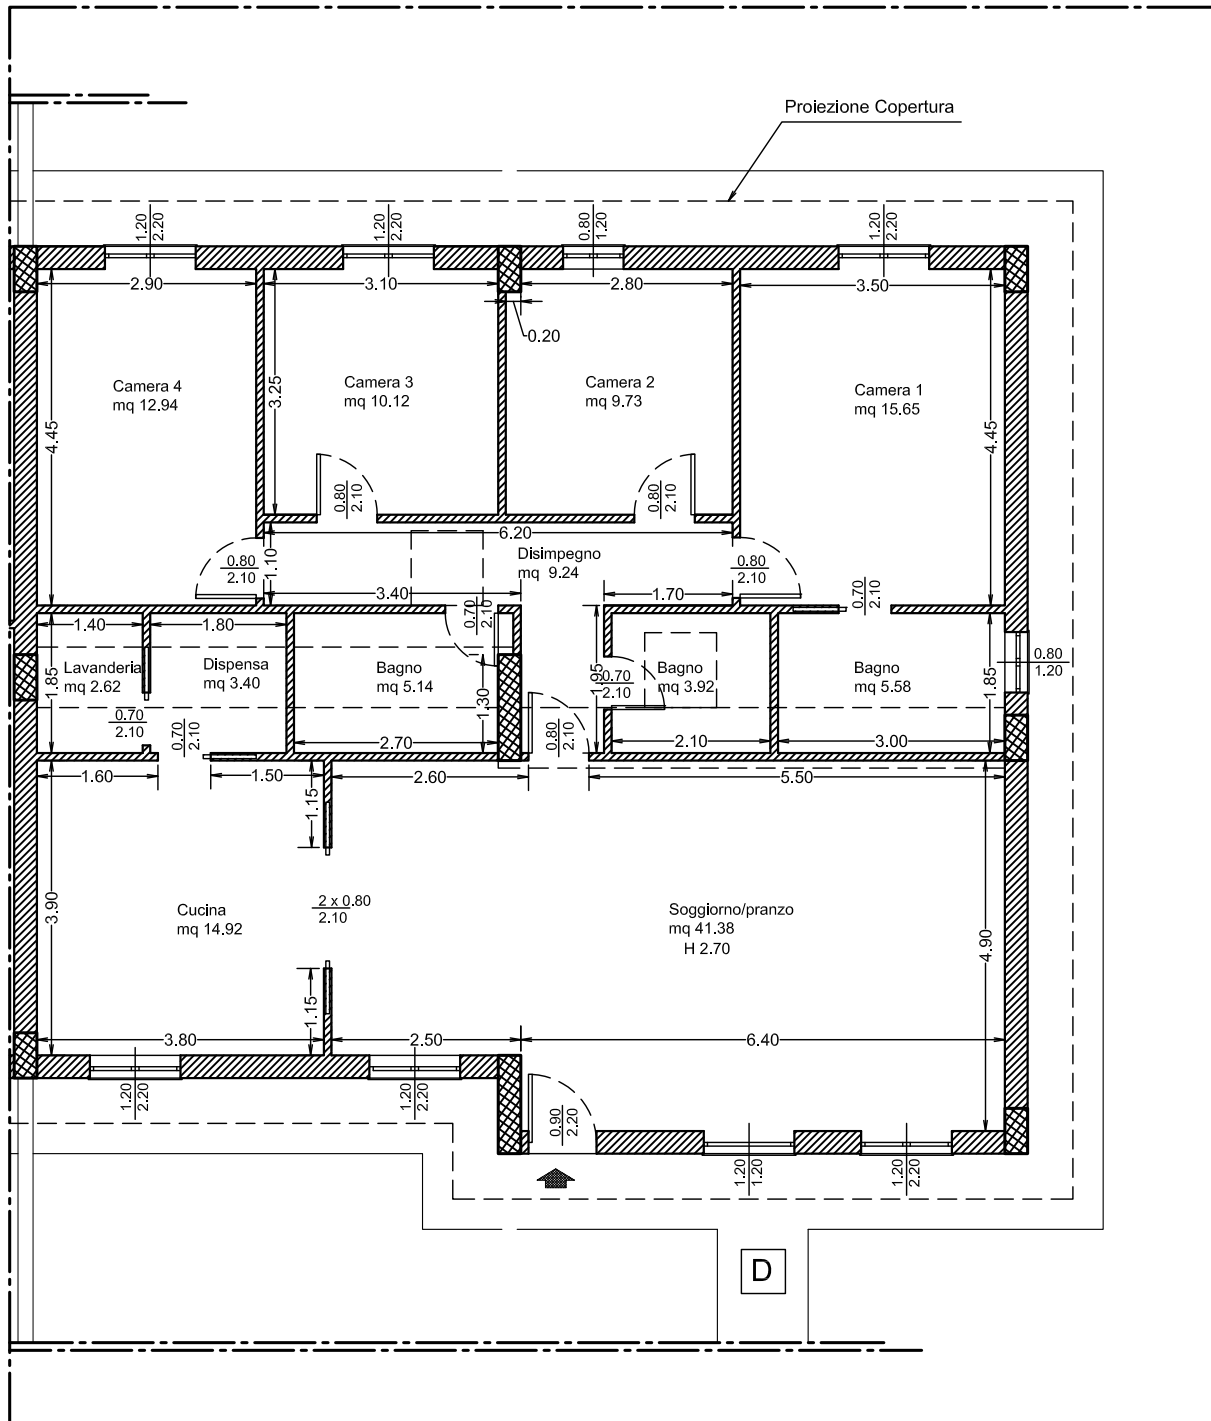 Proiezione Copertura
1.20
2.20
1.20
2.20
0.80
1.20
1.20
2.20
2.90
3.10
2.80
3.50
0.20
Camera 4
mq 12.94
Camera 3
mq 10.12
Camera 2
mq 9.73
Camera 1
mq 15.65
4.45
3.25
4.45
0.80
2.10
0.80
2.10
6.20
Disimpegno
mq 9.24
1.10
0.80
2.10
0.80
2.10
3.40
1.70
0.70
2.10
0.70
2.10
1.40
1.80
Lavanderia
mq 2.62
Dispensa
mq 3.40
Bagno
mq 5.14
Bagno
mq 3.92
Bagno
mq 5.58
1.85
1.30
1.95
0.70
2.10
1.85
0.80
1.20
0.70
2.10
0.70
2.10
2.70
0.80
2.10
2.10
3.00
1.60
1.50
2.60
5.50
1.15
3.90
Cucina
mq 14.92
2 x 0.80
2.10
Soggiorno/pranzo
mq 41.38
H 2.70
4.90
1.15
3.80
2.50
6.40
1.20
2.20
1.20
2.20
0.90
2.20
1.20
1.20
1.20
2.20
D